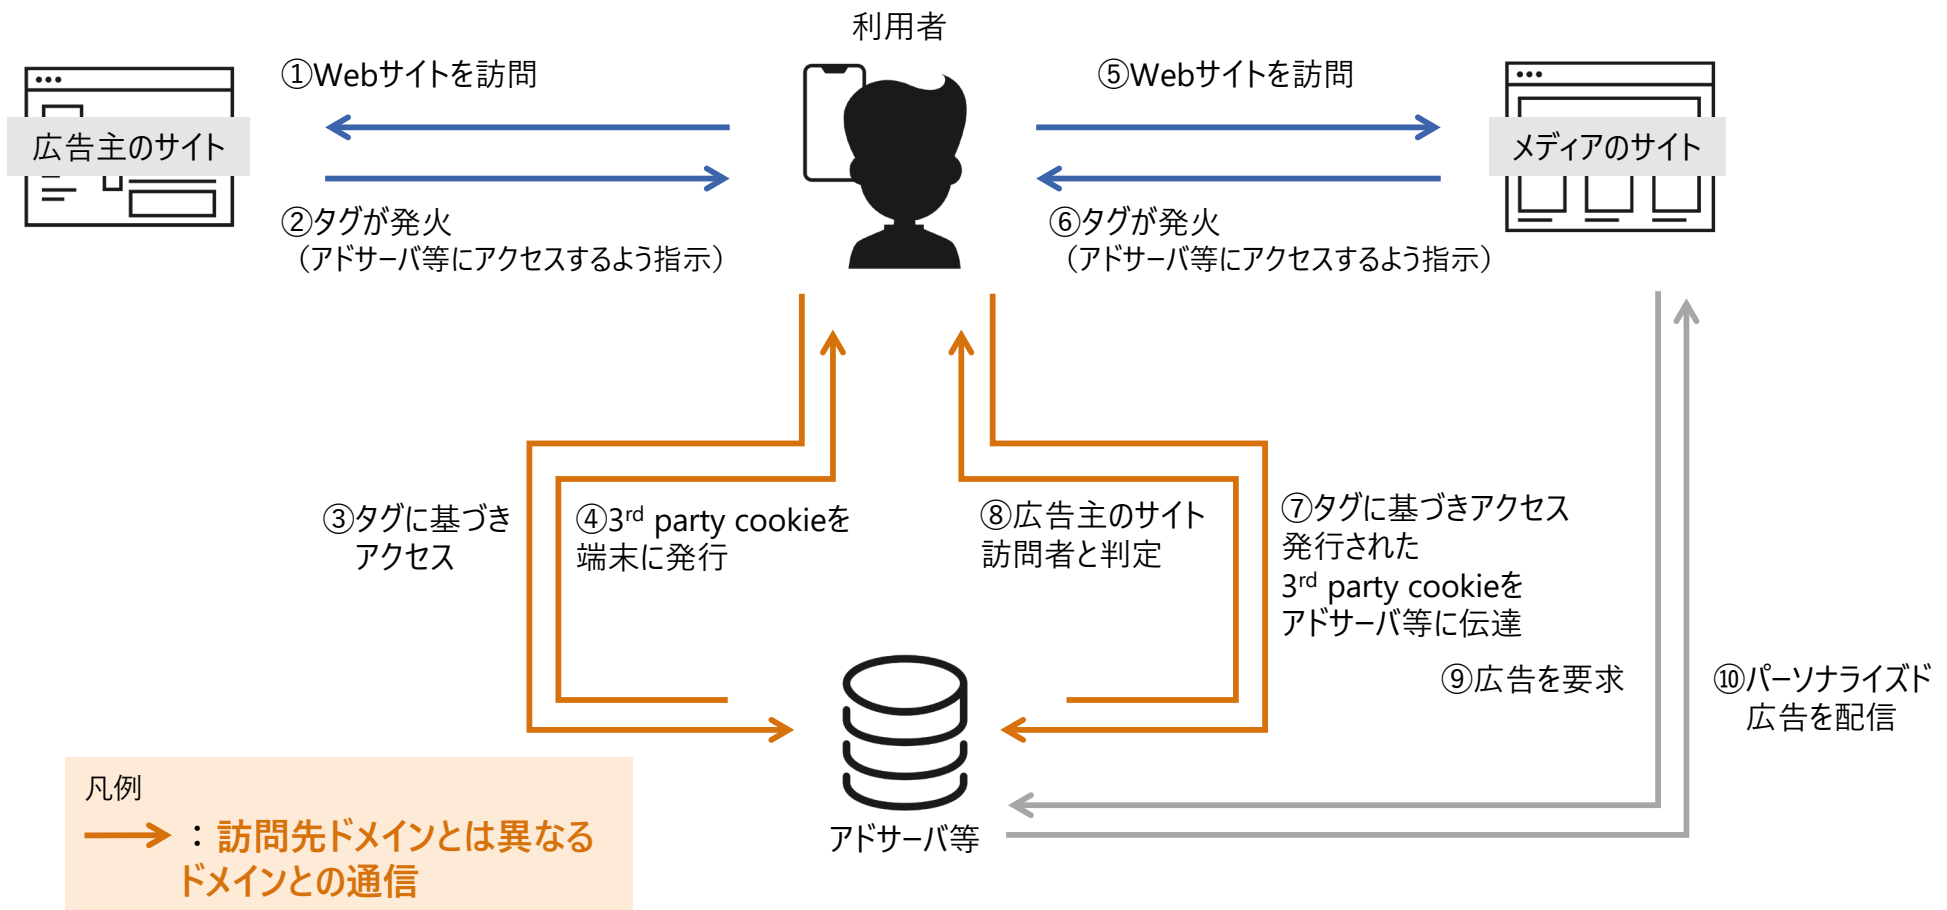 利用者
①Webサイトを訪問
⑤Webサイトを訪問
広告主のサイト
メディアのサイト
②タグが発火
（アドサーバ等にアクセスするよう指示）
⑥タグが発火
（アドサーバ等にアクセスするよう指示）
③タグに基づき
アクセス
④3rd party cookieを
端末に発行
⑧広告主のサイト
訪問者と判定
⑦タグに基づきアクセス
発行された
3rd party cookieを
アドサーバ等に伝達
⑨広告を要求
⑩パーソナライズド
広告を配信
アドサーバ等
凡例
：訪問先ドメインとは異なる
ドメインとの通信